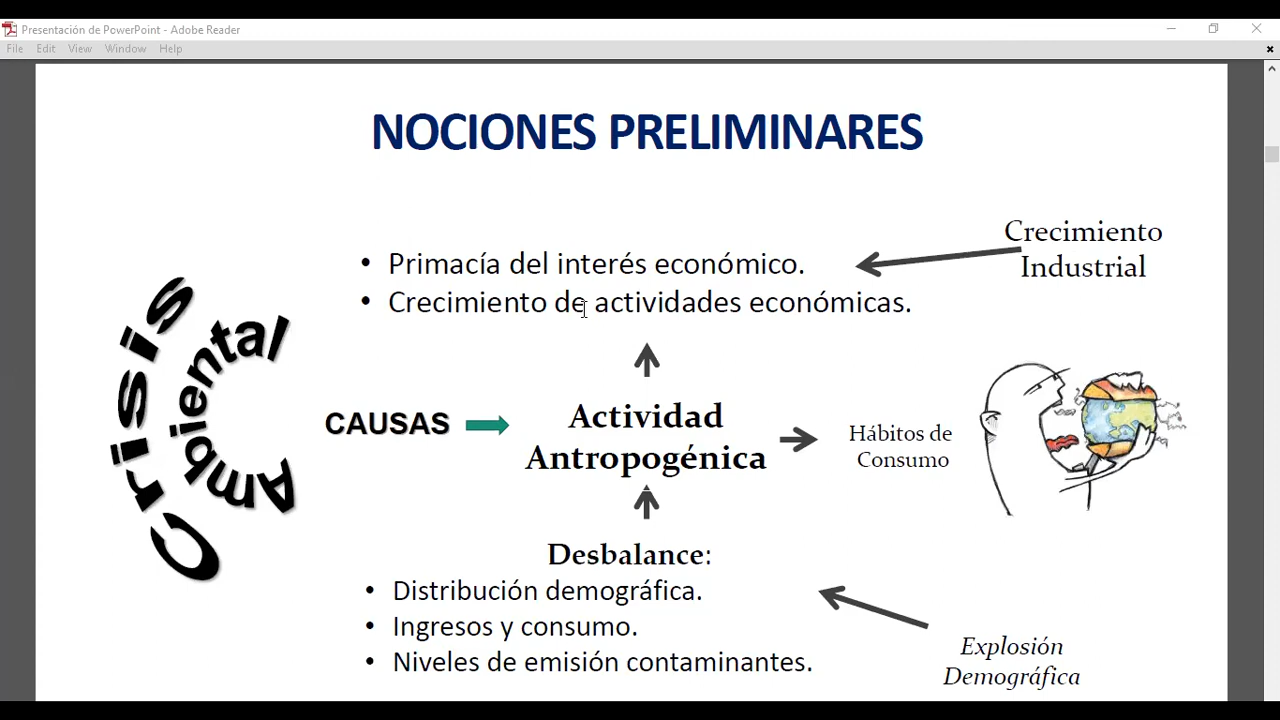 Presentación de PowerPoint - Adobe Reader
File Edit View Window Help
NOCIONES PRELIMINARES
Crecimiento
Industrial
• Primacía del interés económico.
• Crecimiento de actividades económicas.
Crisis
Ambiental
CAUSAS
Actividad
Antropogénica
Hábitos de
Consumo
Desbalance:
• Distribución demográfica.
• Ingresos y consumo.
• Niveles de emisión contaminantes.
Explosión
Demográfica